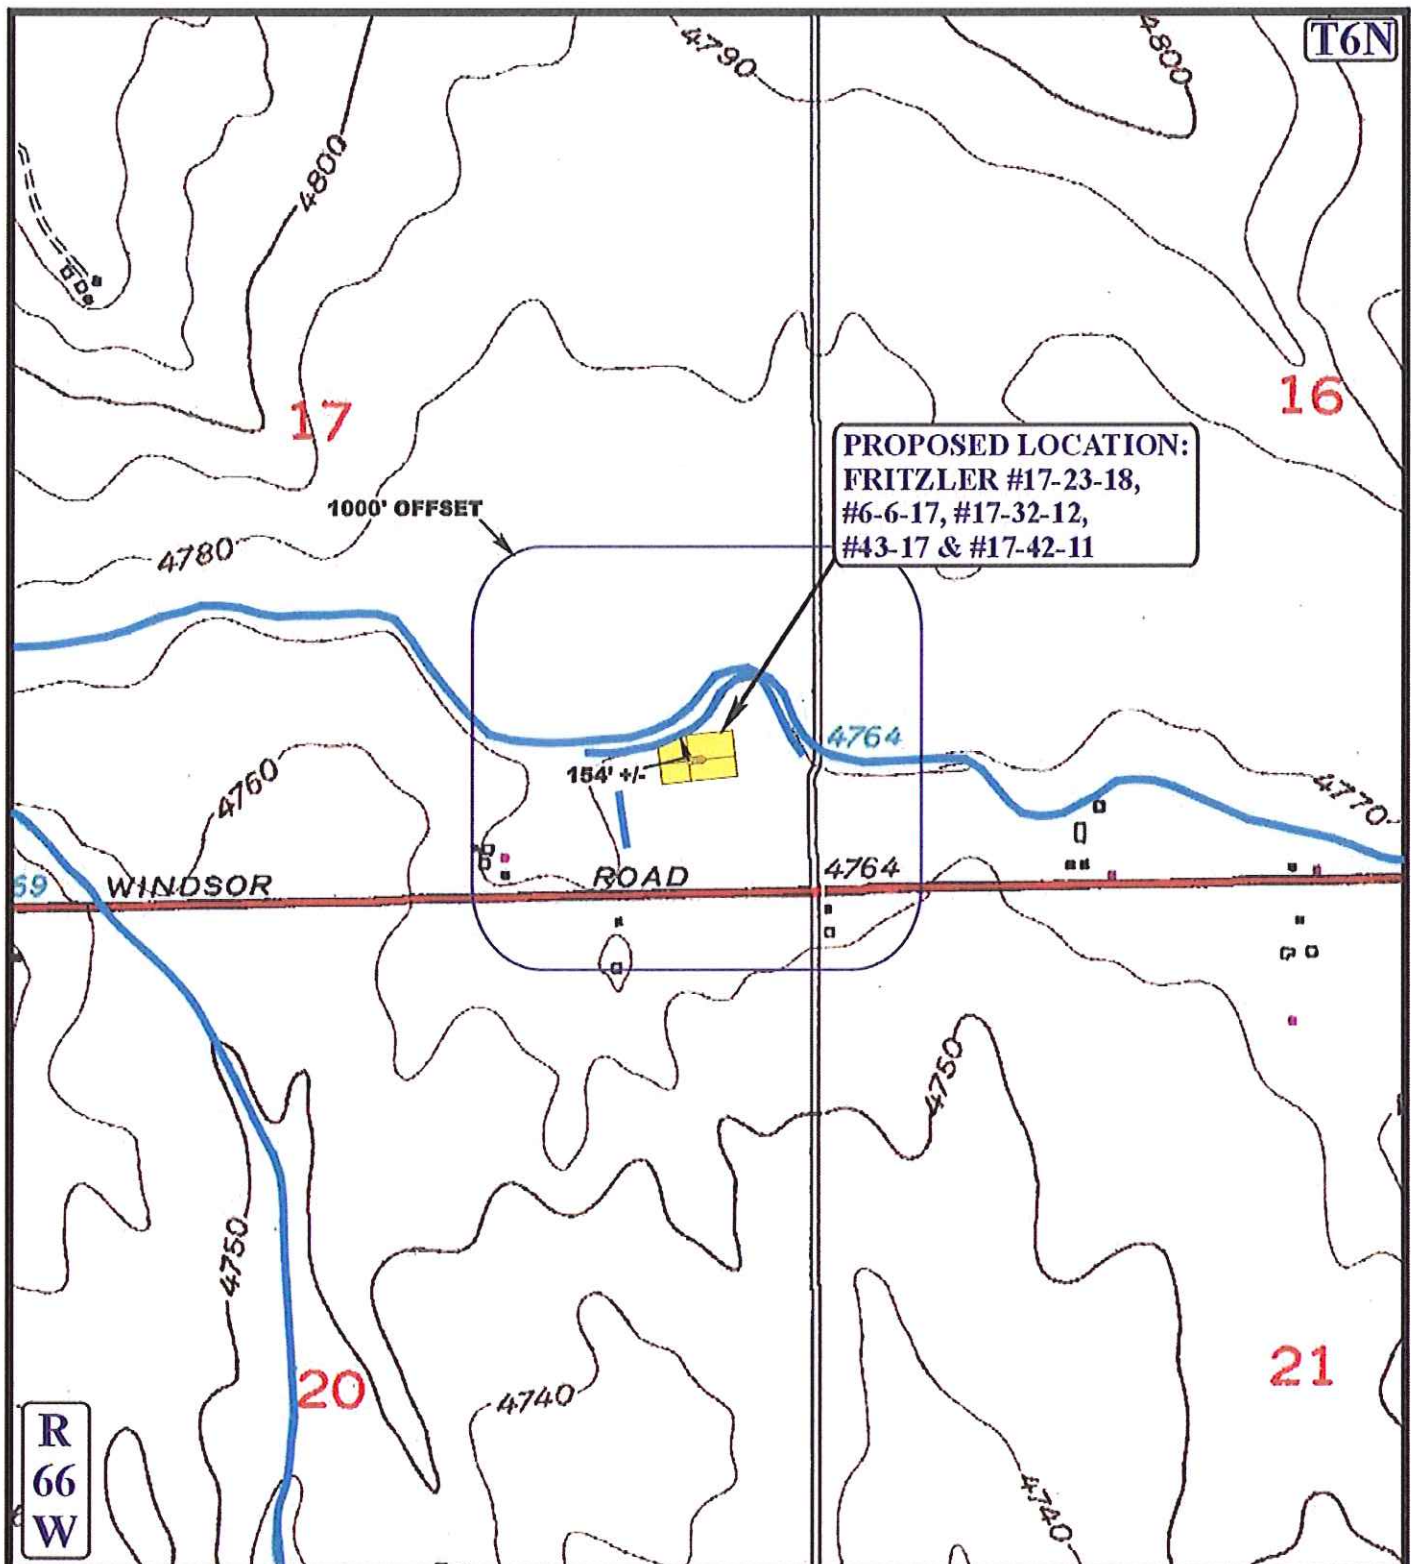 4790
4800
T6N
4800
17
16
PROPOSED LOCATION:
FRITZLER #17-23-18,
#6-6-17, #17-32-12,
#43-17 & #17-42-11
1000' OFFSET
4780
4764
154' +/-
4760
4770
69 WINDSOR ROAD 4764
4750
4750
20
21
4740
R
66
W
4740